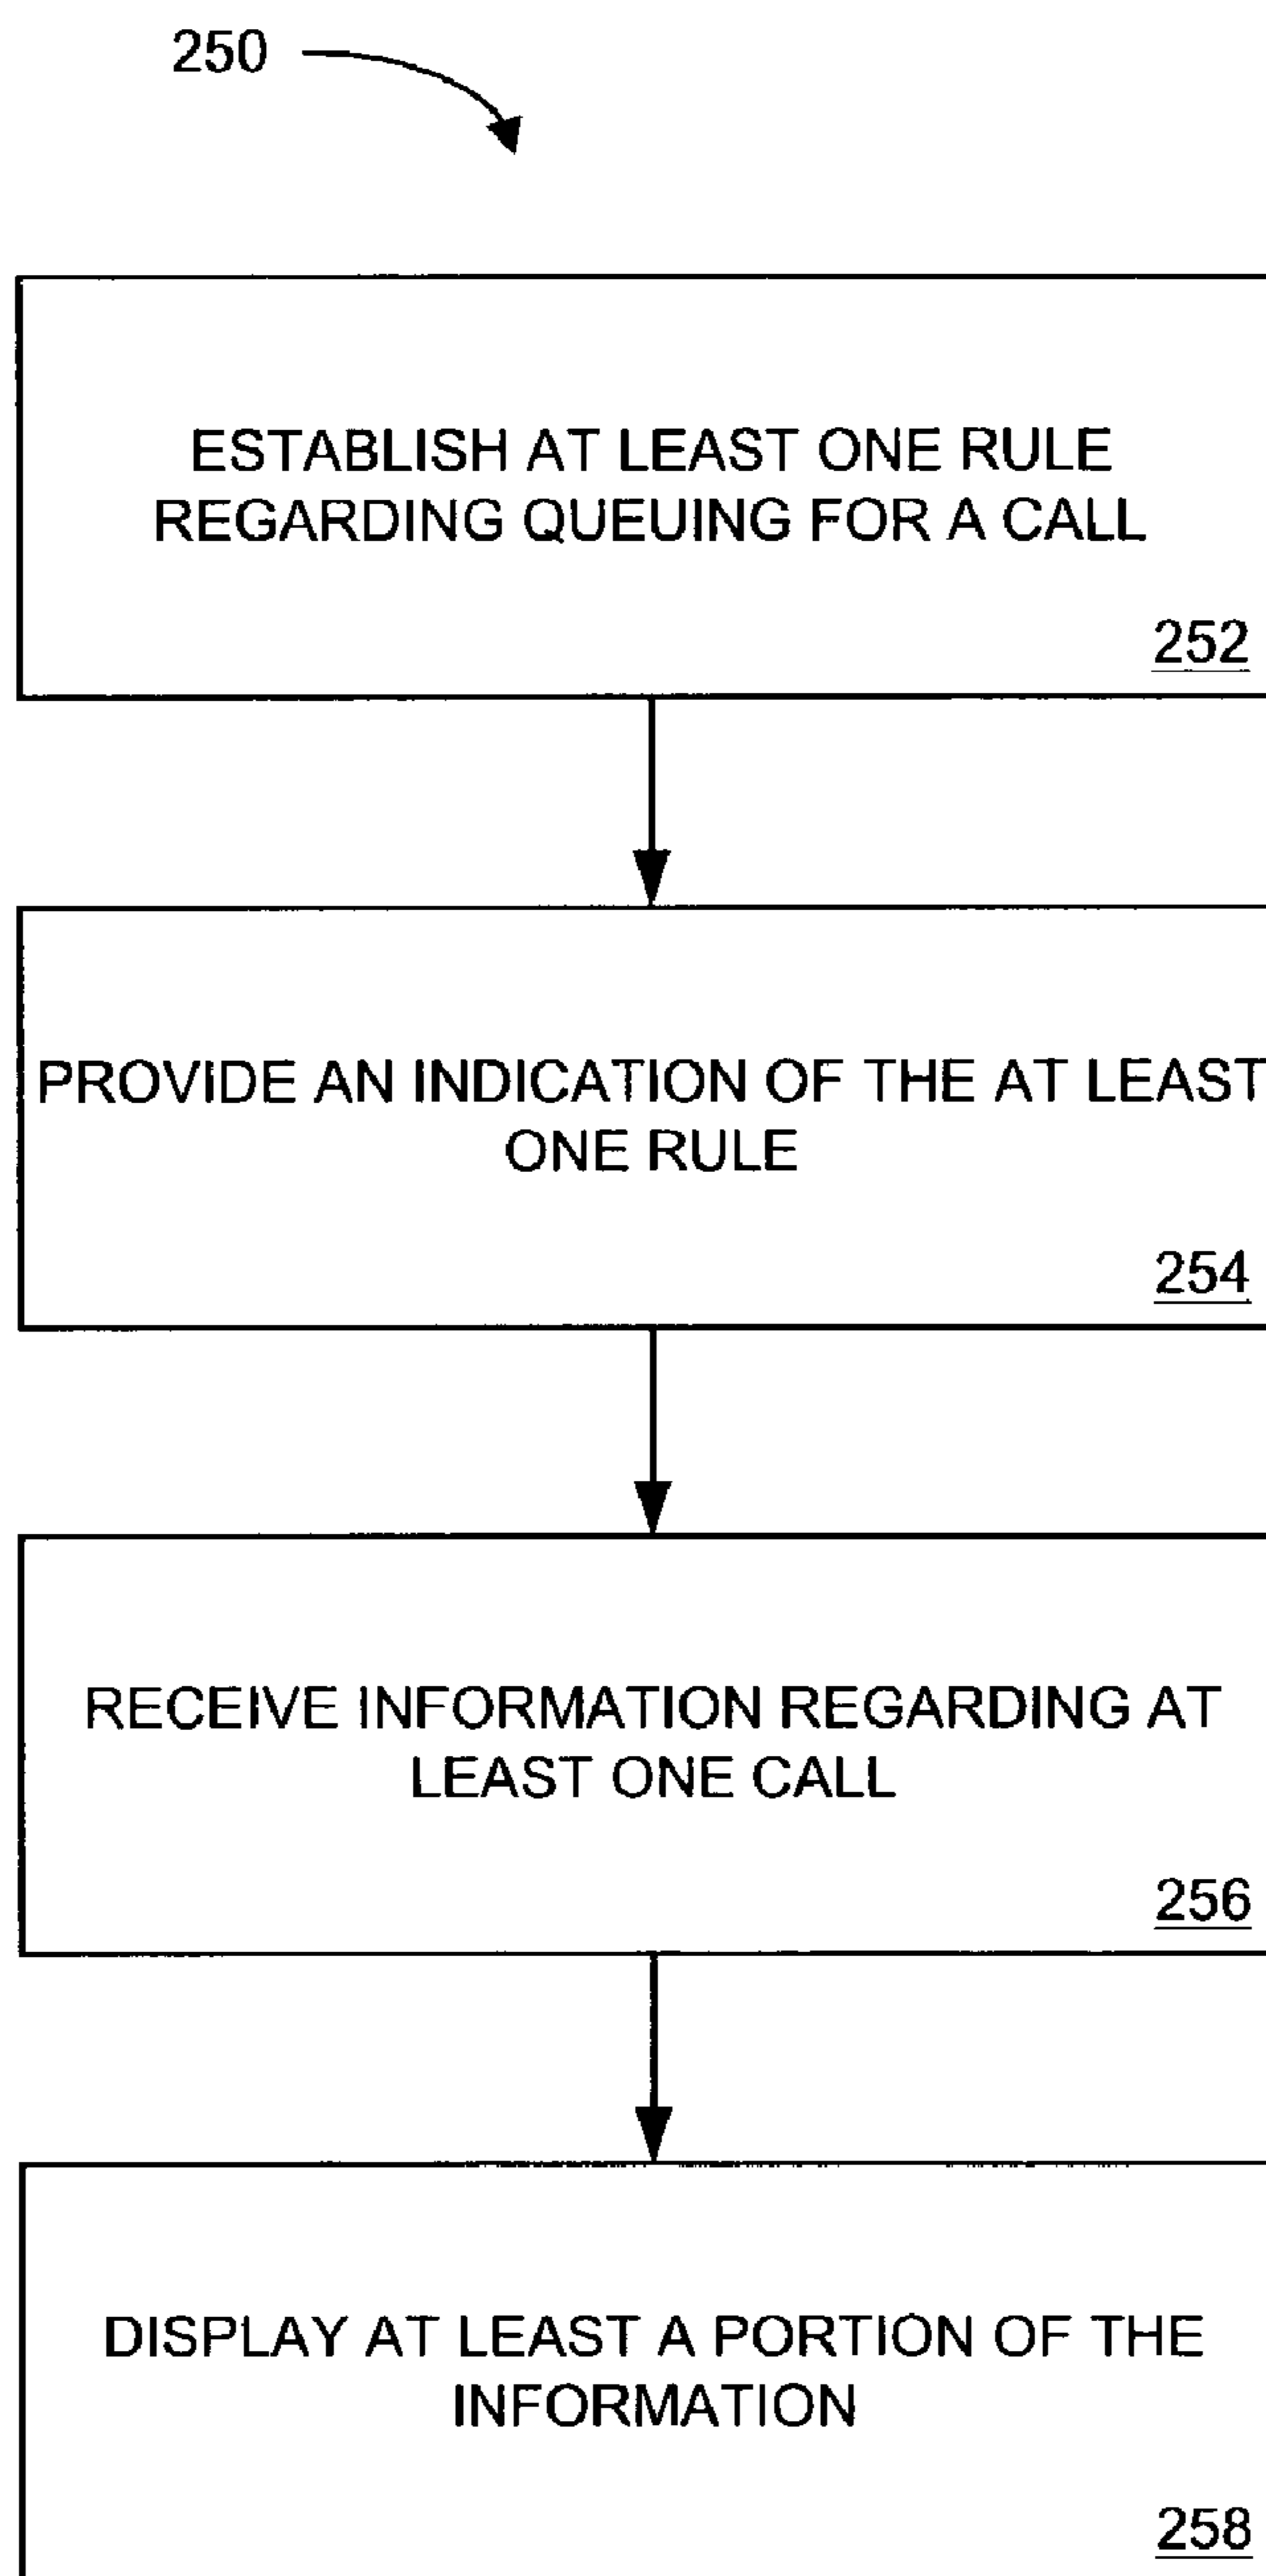 250
ESTABLISH AT LEAST ONE RULE
REGARDING QUEUING FOR A CALL
252
PROVIDE AN INDICATION OF THE AT LEAST
ONE RULE
254
RECEIVE INFORMATION REGARDING AT
LEAST ONE CALL
256
DISPLAY AT LEAST A PORTION OF THE
INFORMATION
258